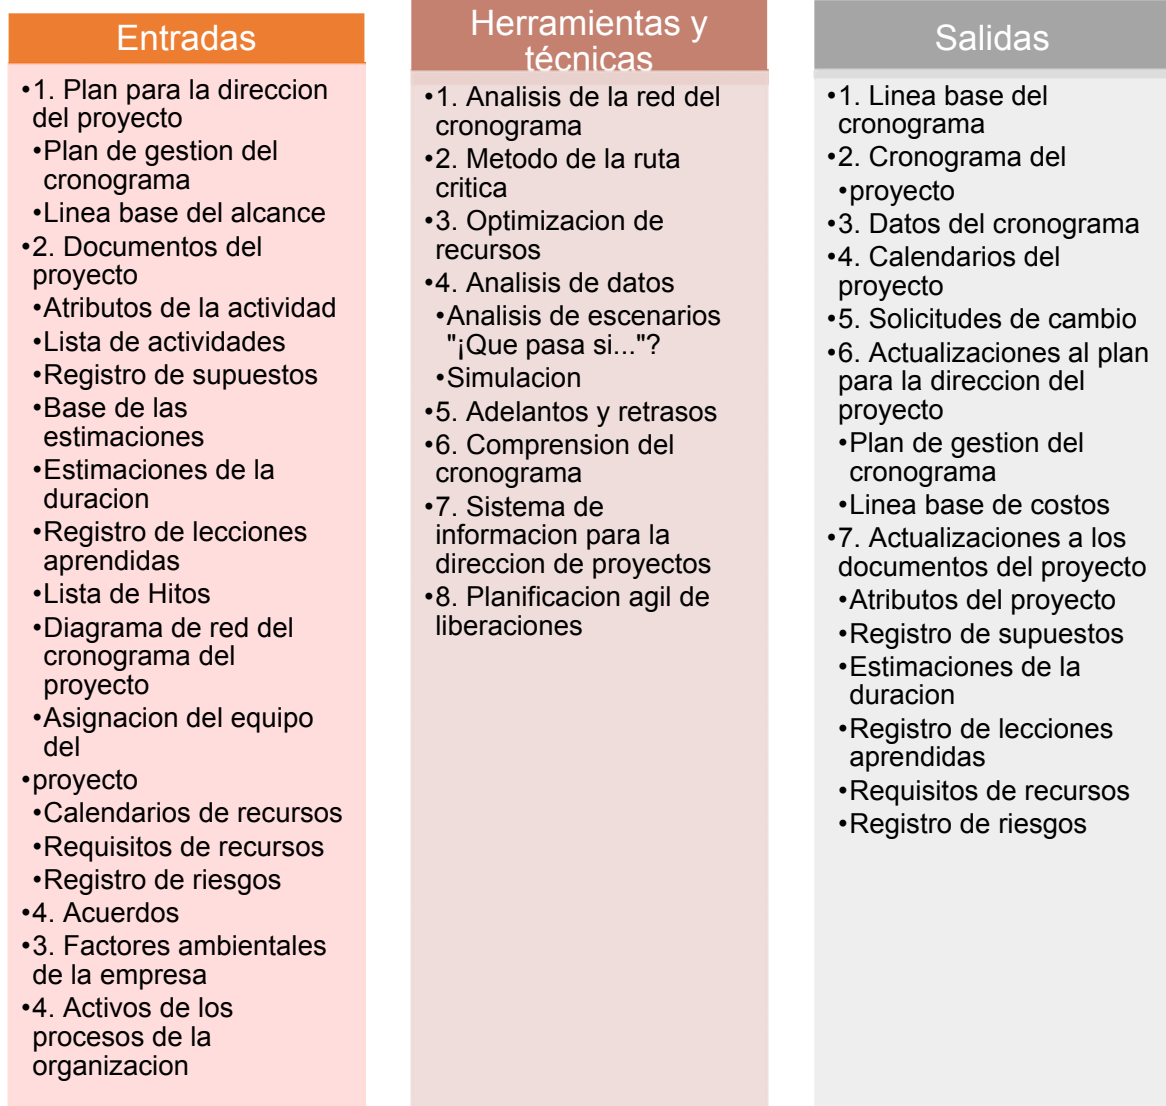 Entradas
•1. Plan para la direccion
del proyecto
•Plan de gestion del
cronograma
•Linea base del alcance
•2. Documentos del
proyecto
•Atributos de la actividad
•Lista de actividades
•Registro de supuestos
•Base de las
estimaciones
•Estimaciones de la
duracion
•Registro de lecciones
aprendidas
•Lista de Hitos
•Diagrama de red del
cronograma del
proyecto
•Asignacion del equipo
del
•proyecto
•Calendarios de recursos
•Requisitos de recursos
•Registro de riesgos
•4. Acuerdos
•3. Factores ambientales
de la empresa
•4. Activos de los
procesos de la
organizacion
Herramientas y
técnicas
•1. Analisis de la red del
cronograma
•2. Metodo de la ruta
critica
•3. Optimizacion de
recursos
•4. Analisis de datos
•Analisis de escenarios
"¡Que pasa si..."?
•Simulacion
•5. Adelantos y retrasos
•6. Comprension del
cronograma
•7. Sistema de
informacion para la
direccion de proyectos
•8. Planificacion agil de
liberaciones
Salidas
•1. Linea base del
cronograma
•2. Cronograma del
•proyecto
•3. Datos del cronograma
•4. Calendarios del
proyecto
•5. Solicitudes de cambio
•6. Actualizaciones al plan
para la direccion del
proyecto
•Plan de gestion del
cronograma
•Linea base de costos
•7. Actualizaciones a los
documentos del proyecto
•Atributos del proyecto
•Registro de supuestos
•Estimaciones de la
duracion
•Registro de lecciones
aprendidas
•Requisitos de recursos
•Registro de riesgos